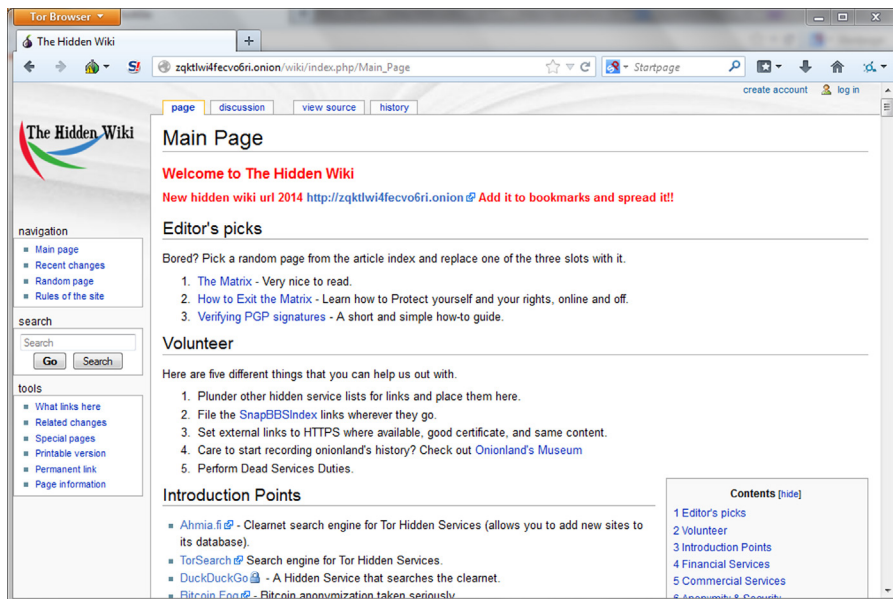 Tor Browser
The Hidden Wiki
zqktlwi4fecvo6ri.onion/wiki/index.php/Main_Page
Startpage
create account log in
page discussion view source history
The Hidden Wiki
Main Page
Welcome to The Hidden Wiki
New hidden wiki url 2014 http://zqktlwi4fecvo6ri.onion Add it to bookmarks and spread it!!
navigation
Main page
Recent changes
Random page
Rules of the site
search
Search
Go Search
tools
What links here
Related changes
Special pages
Printable version
Permanent link
Page information
Editor's picks
Bored? Pick a random page from the article index and replace one of the three slots with it.
1. The Matrix - Very nice to read.
2. How to Exit the Matrix - Learn how to Protect yourself and your rights, online and off.
3. Verifying PGP signatures - A short and simple how-to guide.
Volunteer
Here are five different things that you can help us out with.
1. Plunder other hidden service lists for links and place them here.
2. File the SnapBBSIndex links wherever they go.
3. Set external links to HTTPS where available, good certificate, and same content.
4. Care to start recording onionland's history? Check out Onionland's Museum
5. Perform Dead Services Duties.
Introduction Points
Ahmia.fi - Clearnet search engine for Tor Hidden Services (allows you to add new sites to
its database).
TorSearch Search engine for Tor Hidden Services.
DuckDuckGo - A Hidden Service that searches the clearnet.
Bitcoin Fog - Bitcoin anonymization taken seriously.
Contents [hide]
1 Editor's picks
2 Volunteer
3 Introduction Points
4 Financial Services
5 Commercial Services
6 Anonymity & Security